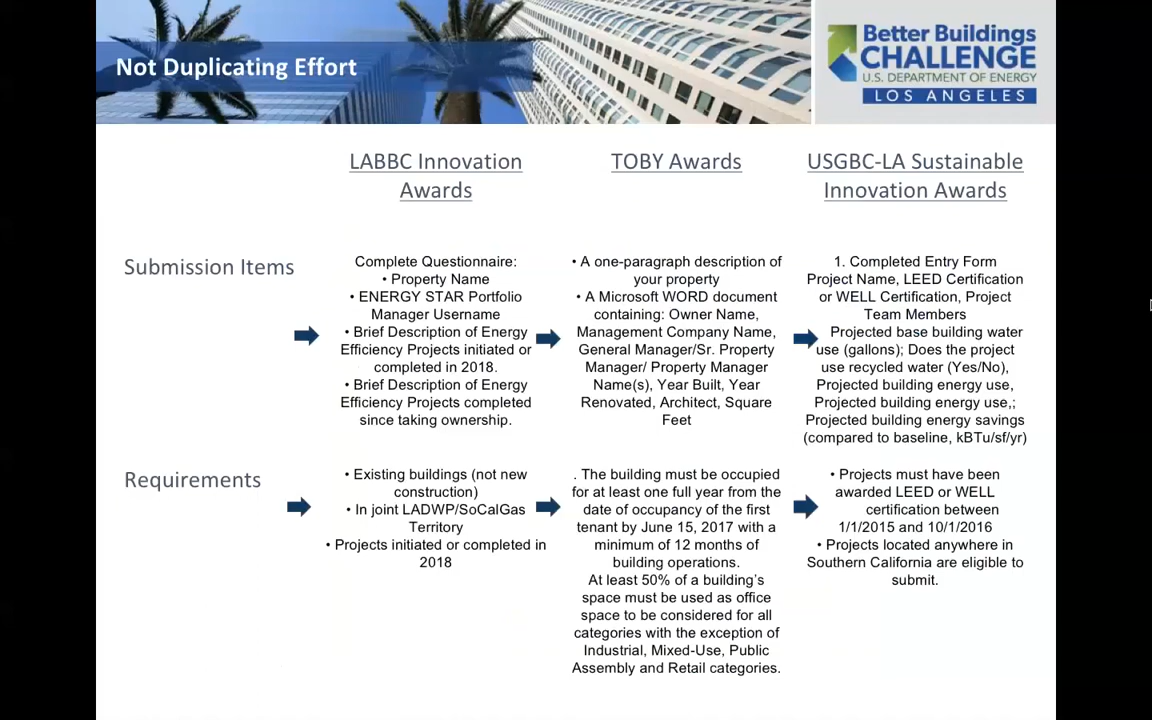 Not Duplicating Effort
Better Buildings
CHALLENGE
U.S. DEPARTMENT OF ENERGY
LOS ANGELES
LABBC Innovation
Awards
TOBY Awards
USGBC-LA Sustainable
Innovation Awards
Submission Items
Complete Questionnaire:
• Property Name
• ENERGY STAR Portfolio
Manager Username
• Brief Description of Energy
Efficiency Projects initiated or
completed in 2018.
• Brief Description of Energy
Efficiency Projects completed
since taking ownership.
• A one-paragraph description of
your property
• A Microsoft WORD document
containing: Owner Name,
Management Company Name,
General Manager/Sr. Property
Manager/ Property Manager
Name(s), Year Built, Year
Renovated, Architect, Square
Feet
1. Completed Entry Form
Project Name, LEED Certification
or WELL Certification, Project
Team Members
Projected base building water
use (gallons); Does the project
use recycled water (Yes/No),
Projected building energy use,
Projected building energy use,;
Projected building energy savings
(compared to baseline, kBTu/sf/yr)
Requirements
• Existing buildings (not new
construction)
• In joint LADWP/SoCalGas
Territory
• Projects initiated or completed in
2018
. The building must be occupied
for at least one full year from the
date of occupancy of the first
tenant by June 15, 2017 with a
minimum of 12 months of
building operations.
At least 50% of a building's
space must be used as office
space to be considered for all
categories with the exception of
Industrial, Mixed-Use, Public
Assembly and Retail categories.
• Projects must have been
awarded LEED or WELL
certification between
1/1/2015 and 10/1/2016
• Projects located anywhere in
Southern California are eligible to
submit.